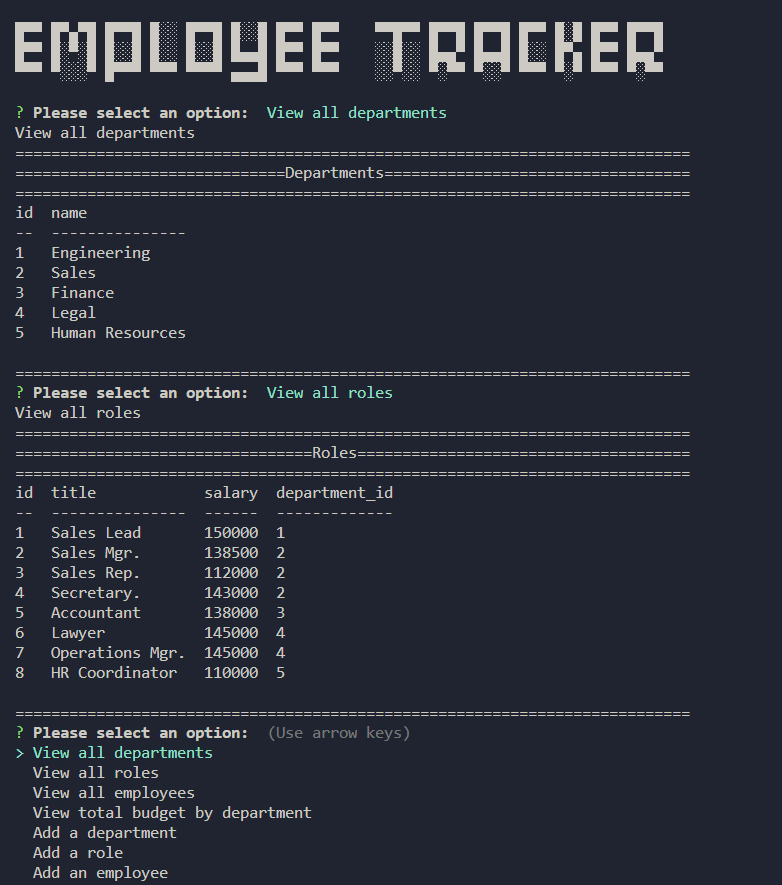 EMPLOYEE TRACKER
? Please select an option:  View all departments
View all departments
===========================================================================
==============================Departments==================================
===========================================================================
id  name
--  ---------------
1   Engineering
2   Sales
3   Finance
4   Legal
5   Human Resources
===========================================================================
? Please select an option:  View all roles
View all roles
===========================================================================
=================================Roles=====================================
===========================================================================
id  title            salary  department_id
--  ---------------  ------  -------------
1   Sales Lead       150000  1
2   Sales Mgr.       138500  2
3   Sales Rep.       112000  2
4   Secretary.       143000  2
5   Accountant       138000  3
6   Lawyer           145000  4
7   Operations Mgr.  145000  4
8   HR Coordinator   110000  5
===========================================================================
? Please select an option:  (Use arrow keys)
> View all departments
  View all roles
  View all employees
  View total budget by department
  Add a department
  Add a role
  Add an employee